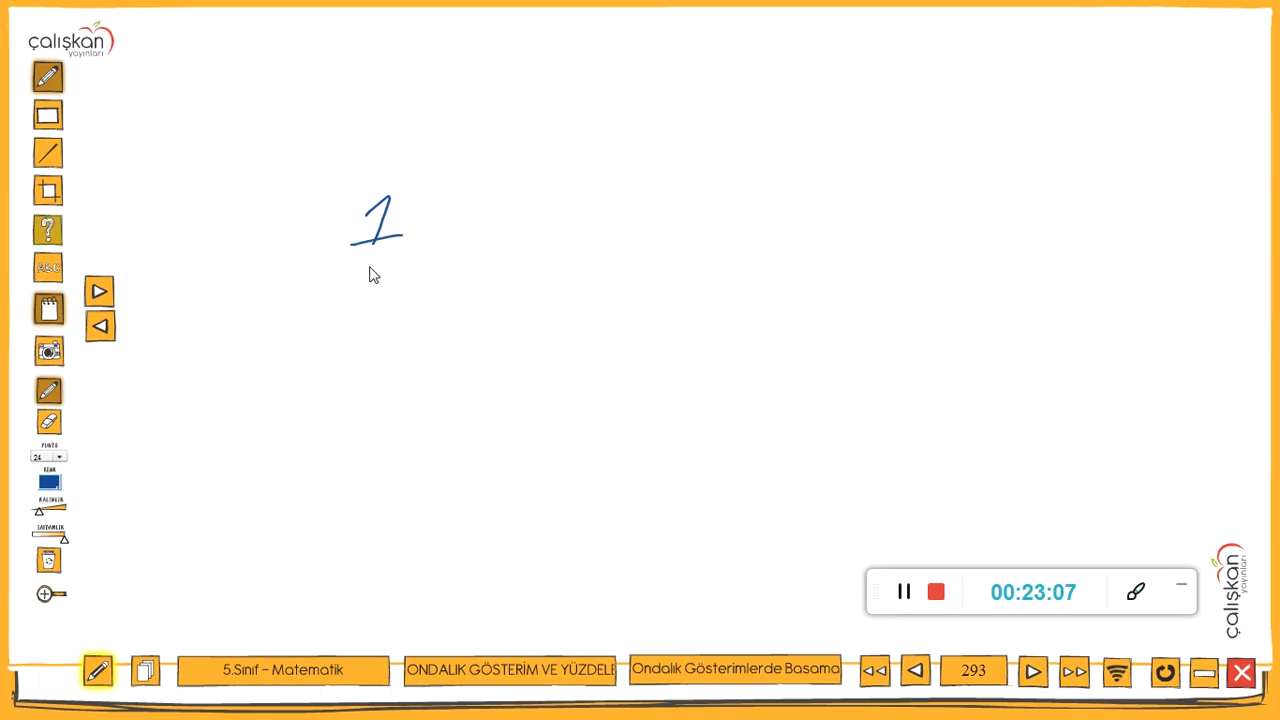 çalışkan
yayınları
1
?
ABC
PUNTO
24
RENK
KALINLIK
SAYDAMLIK
00:23:07
çalışkan
yayınları
5.Sınıf – Matematik
ONDALIK GÖSTERİM VE YÜZDELE
Ondalık Gösterimlerde Basama
293